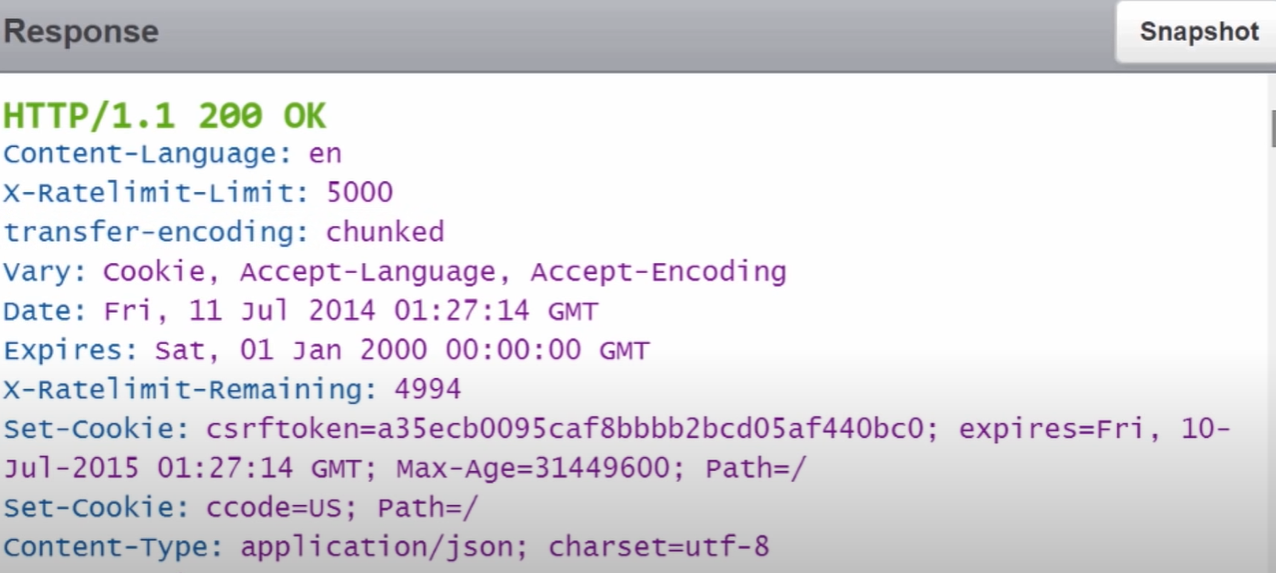 Response
Snapshot
HTTP/1.1 200 OK
Content-Language: en
X-Ratelimit-Limit: 5000
transfer-encoding: chunked
Vary: Cookie, Accept-Language, Accept-Encoding
Date: Fri, 11 Jul 2014 01:27:14 GMT
Expires: Sat, 01 Jan 2000 00:00:00 GMT
X-Ratelimit-Remaining: 4994
Set-Cookie: csrftoken=a35ecb0095caf8bbbb2bcd05af440bc0; expires=Fri, 10-
Jul-2015 01:27:14 GMT; Max-Age=31449600; Path=/
Set-Cookie: ccode=US; Path=/
Content-Type: application/json; charset=utf-8